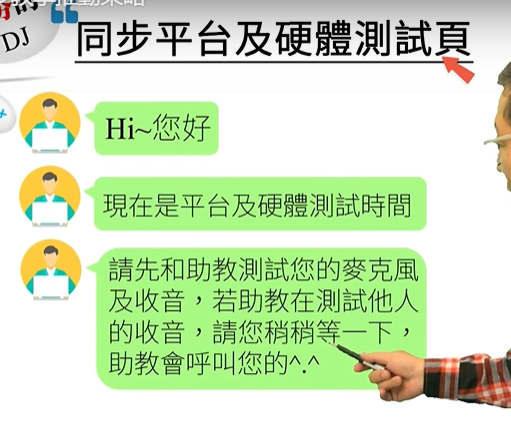 DJ
同步平台及硬體測試頁
Hi~您好
現在是平台及硬體測試時間
請先和助教測試您的麥克風
及收音，若助教在測試他人
的收音，請您稍稍等一下，
助教會呼叫您的^.^